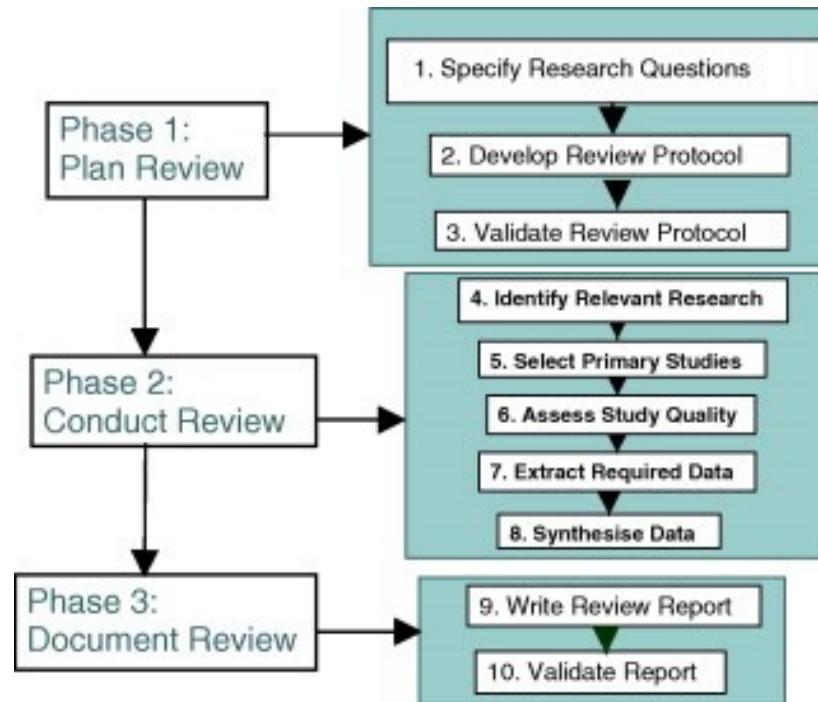 Phase 1:
Plan Review
1. Specify Research Questions
2. Develop Review Protocol
3. Validate Review Protocol
Phase 2:
Conduct Review
4. Identify Relevant Research
5. Select Primary Studies
6. Assess Study Quality
7. Extract Required Data
8. Synthesise Data
Phase 3:
Document Review
9. Write Review Report
10. Validate Report